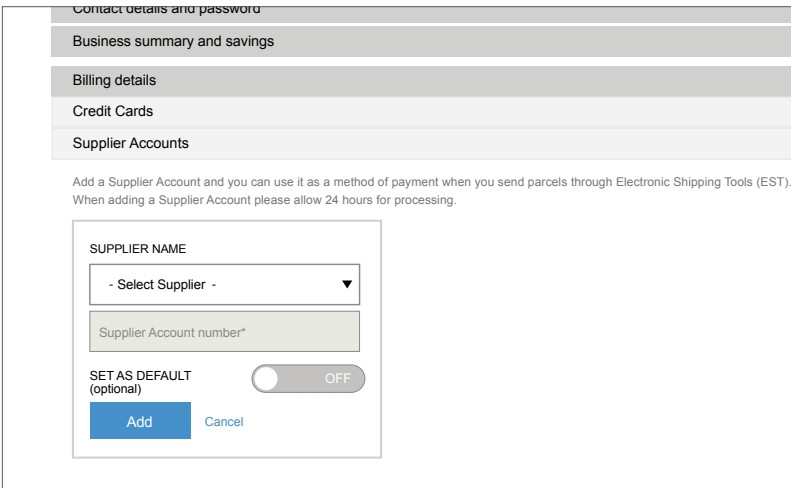 Contact details and password
Business summary and savings
Billing details
Credit Cards
Supplier Accounts
Add a Supplier Account and you can use it as a method of payment when you send parcels through Electronic Shipping Tools (EST).
When adding a Supplier Account please allow 24 hours for processing.
SUPPLIER NAME
- Select Supplier -
Supplier Account number*
SET AS DEFAULT
(optional)
OFF
Add
Cancel